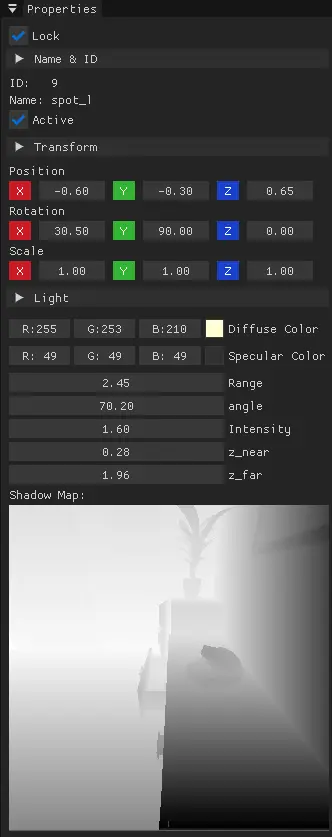 Properties
Lock
Name & ID
ID: 9
Name: spot_l
Active
Transform
Position
X -0.60 Y -0.30 Z 0.65
Rotation
X 30.50 Y 90.00 Z 0.00
Scale
X 1.00 Y 1.00 Z 1.00
Light
R:255 G:253 B:210 Diffuse Color
R: 49 G: 49 B: 49 Specular Color
2.45 Range
70.20 angle
1.60 Intensity
0.28 z_near
1.96 z_far
Shadow Map: